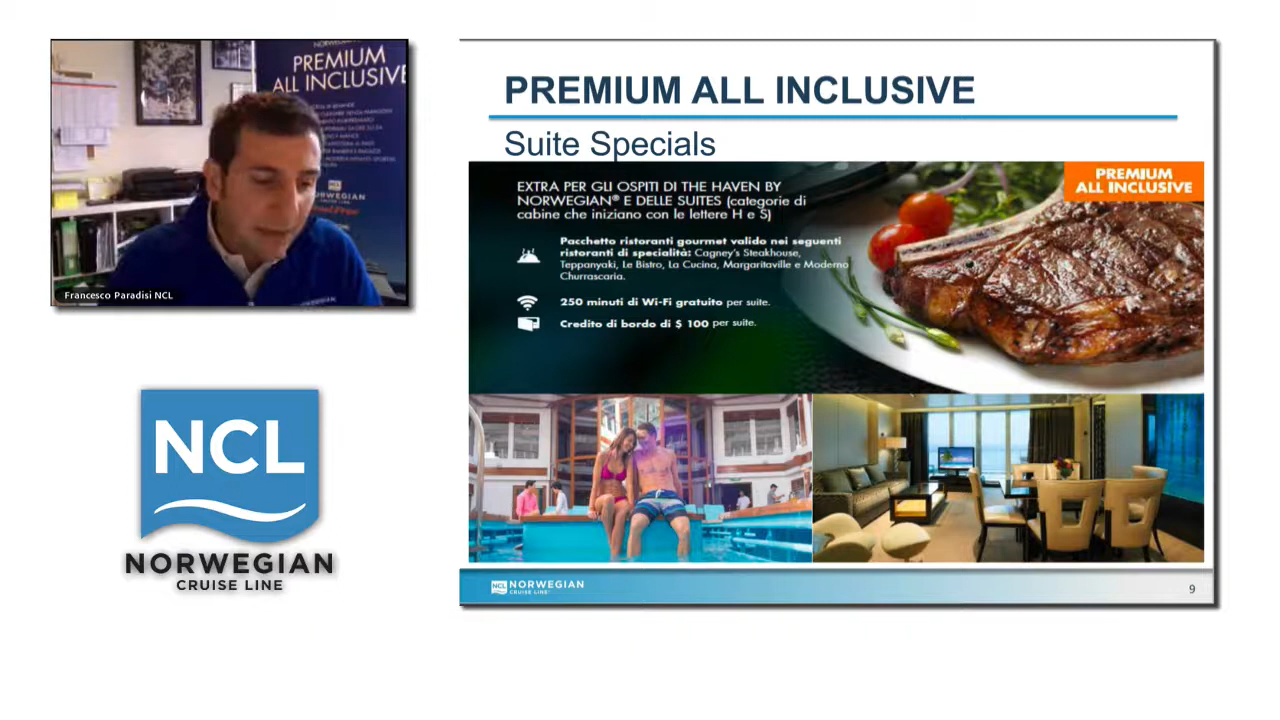 PREMIUM
ALL INCLUSIVE
NORWEGIAN
Francesco Paradisi NCL
NCL
NORWEGIAN
CRUISE LINE
PREMIUM ALL INCLUSIVE
Suite Specials
PREMIUM
ALL INCLUSIVE
EXTRA PER GLI OSPITI DI THE HAVEN BY
NORWEGIAN® E DELLE SUITES (categorie di
cabine che iniziano con le lettere H e S)
Pacchetto ristoranti gourmet valido nei seguenti
ristoranti di specialità: Cagney's Steakhouse,
Teppanyaki, Le Bistro, La Cucina, Margaritaville e Moderno
Churrascaria.
250 minuti di Wi-Fi gratuito per suite.
Credito di bordo di $ 100 per suite.
NCL NORWEGIAN
CRUISE LINE
9